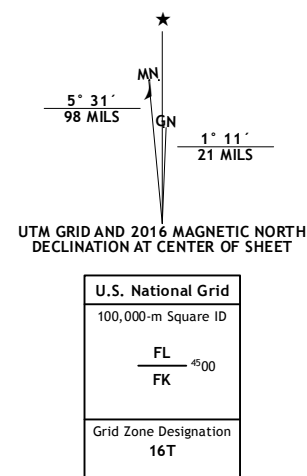 ★
MN.
GN
5° 31´
98 MILS
1° 11´
21 MILS
UTM GRID AND 2016 MAGNETIC NORTH
DECLINATION AT CENTER OF SHEET
U.S. National Grid
100,000-m Square ID
FL
4500
FK
Grid Zone Designation
16T